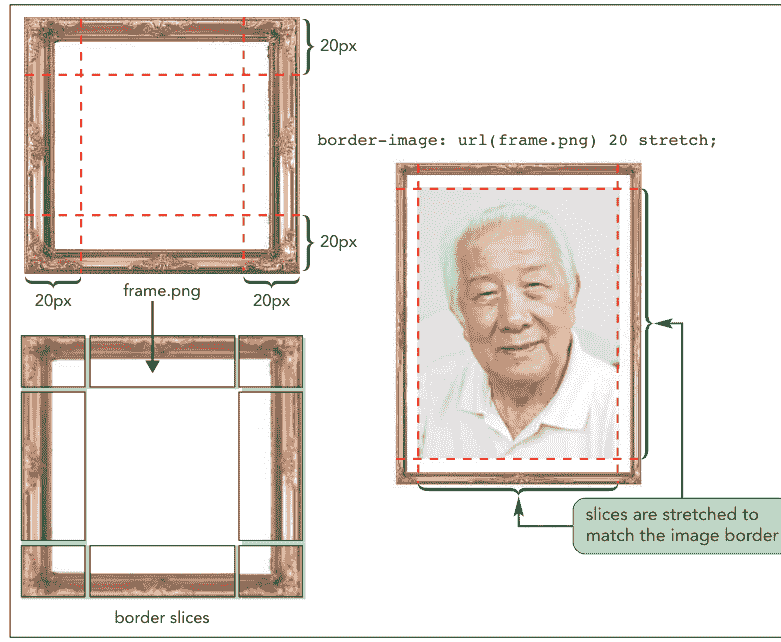 20px
border-image: url(frame.png) 20 stretch;
20px
20px
frame.png
20px
slices are stretched to
match the image border
border slices